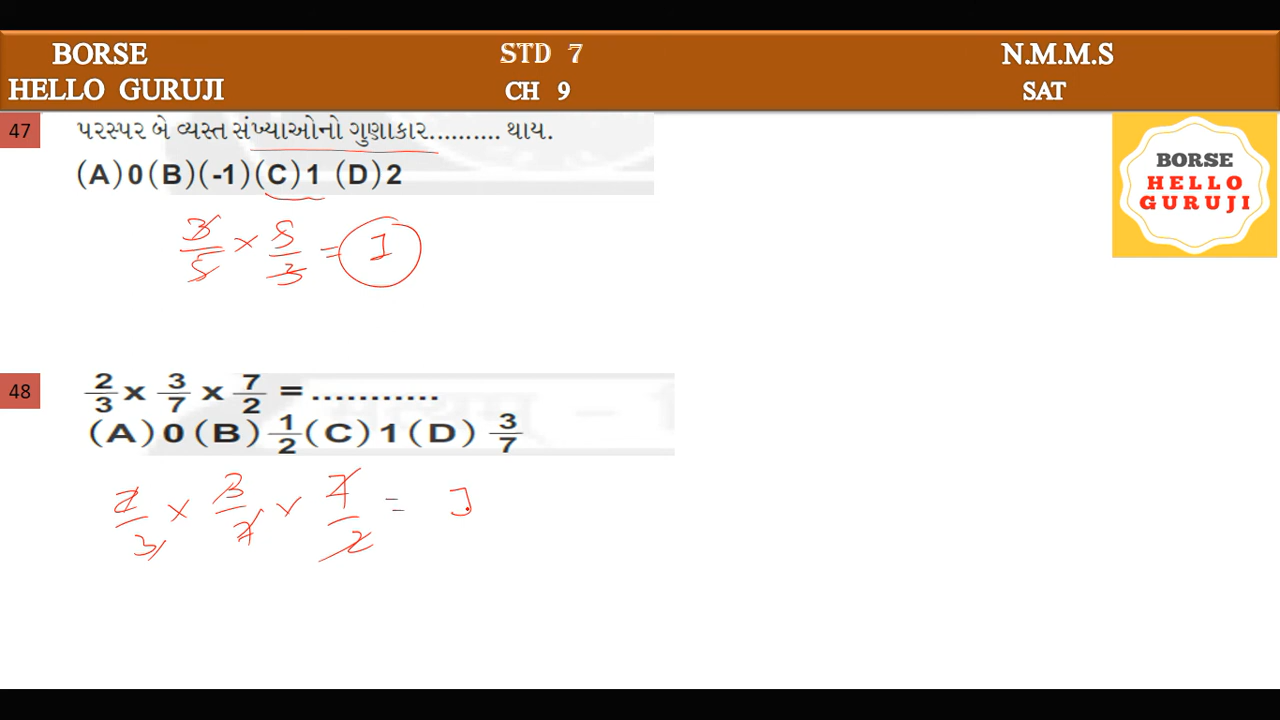 BORSE STD 7 N.M.M.S
HELLO GURUJI CH 9 SAT
47 પરસ્પર બે વ્યસ્ત સંખ્યાઓનો ગુણાકાર.......... થાય.
(A) 0 (B) (-1) (C) 1 (D) 2
3/5 × 5/3 = 1
BORSE
HELLO
GURUJI
48 2/3 x 3/7 x 7/2 = ............
(A) 0 (B) 1/2 (C) 1 (D) 3/7
2/3 × 3/7 × 7/2 =